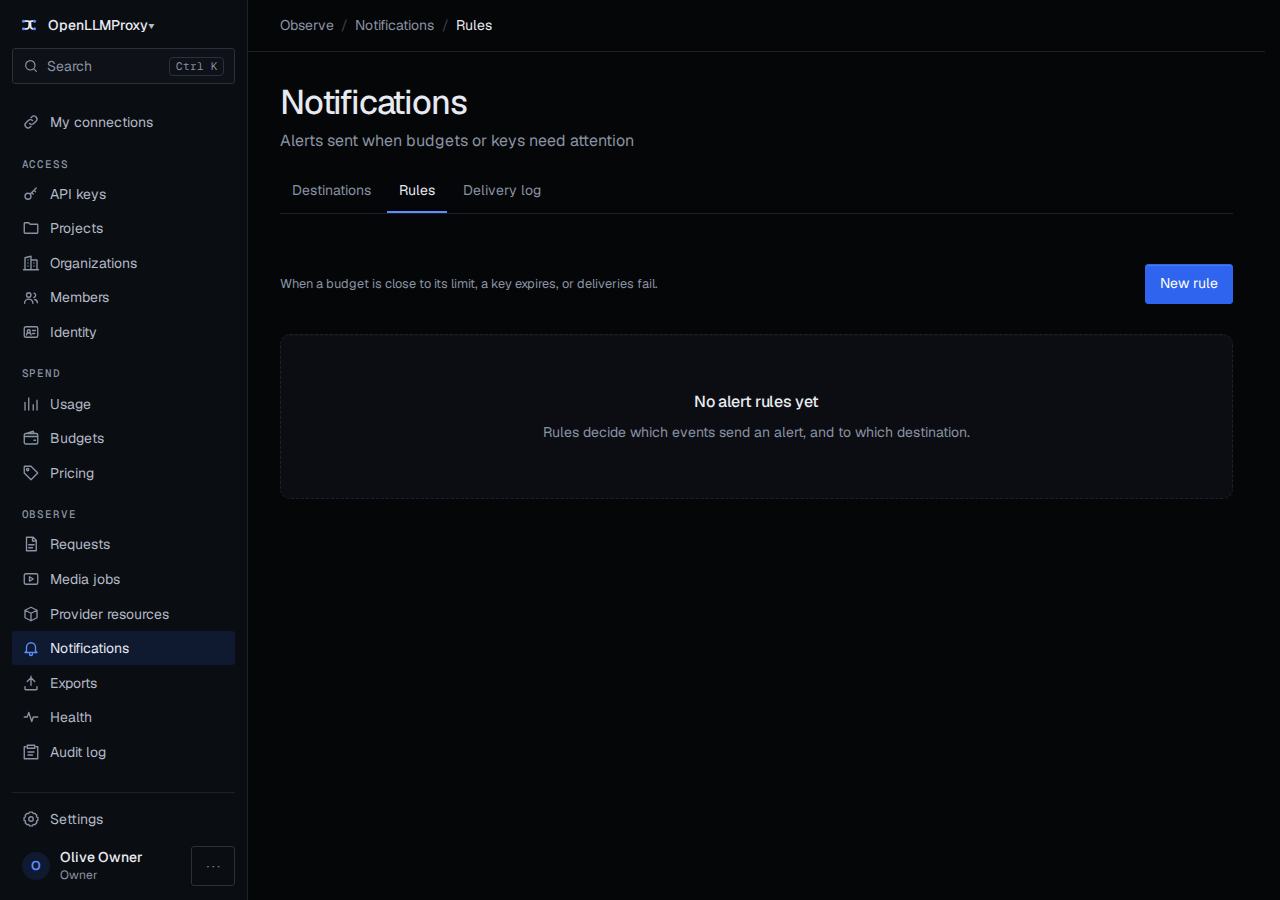 OpenLLMProxy▾
Search Ctrl K
My connections
ACCESS
API keys
Projects
Organizations
Members
Identity
SPEND
Usage
Budgets
Pricing
OBSERVE
Requests
Media jobs
Provider resources
Notifications
Exports
Health
Audit log
Settings
O Olive Owner
Owner
...
Observe / Notifications / Rules
Notifications
Alerts sent when budgets or keys need attention
Destinations Rules Delivery log
When a budget is close to its limit, a key expires, or deliveries fail.
New rule
No alert rules yet
Rules decide which events send an alert, and to which destination.